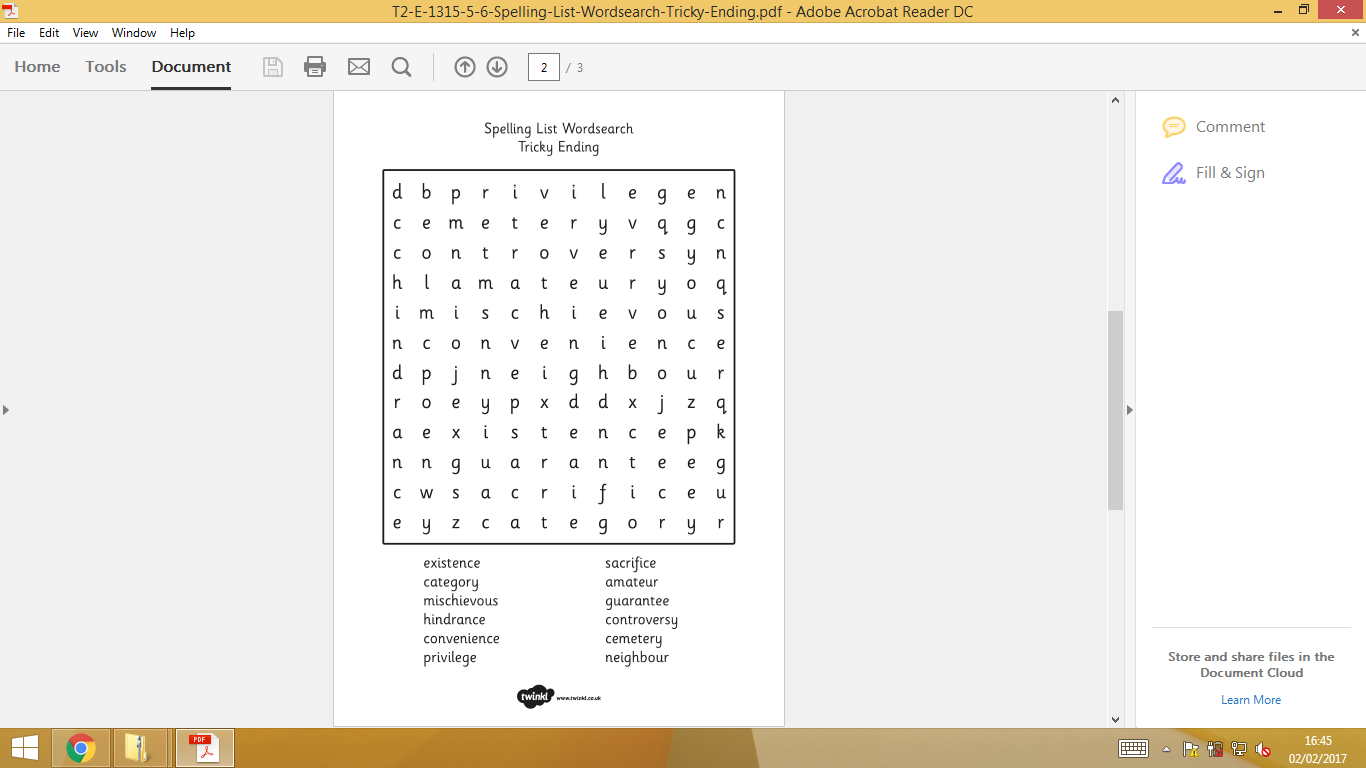 T2-E-1315-5-6-Spelling-List-Wordsearch-Tricky-Ending.pdf - Adobe Acrobat Reader DC
File Edit View Window Help
Home Tools Document 2 / 3
Spelling List Wordsearch
Tricky Ending
d b p r i v i l e g e n
c e m e t e r y v q g c
c o n t r o v e r s y n
h l a m a t e u r y o q
i m i s c h i e v o u s
n c o n v e n i e n c e
d p j n e i g h b o u r
r o e y p x d d x j z q
a e x i s t e n c e p k
n n g u a r a n t e e g
c w s a c r i f i c e u
e y z c a t e g o r y r
existence sacrifice
category amateur
mischievous guarantee
hindrance controversy
convenience cemetery
privilege neighbour
twinkl www.twinkl.co.uk
Comment
Fill & Sign
Store and share files in the
Document Cloud
Learn More
PDF
16:45
02/02/2017